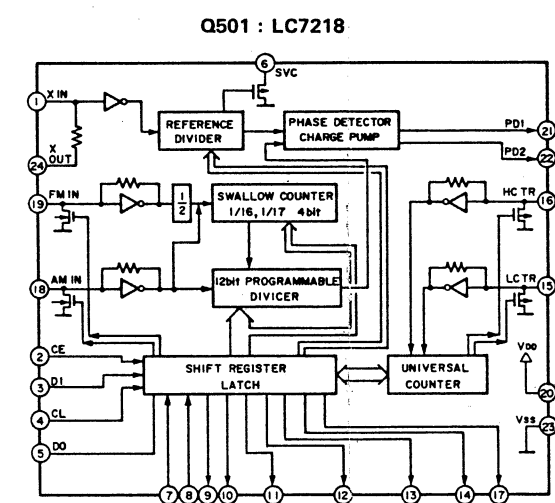 Q501 : LC7218
6
SVC
1
X IN
REFERENCE
DIVIDER
PHASE DETECTOR
CHARGE PUMP
PD1
21
PD2
22
X
OUT
24
FM IN
19
1
2
SWALLOW COUNTER
1/16, 1/17 4bit
HC TR
16
AM IN
18
12bit PROGRAMMABLE
DIVICER
LC TR
15
CE
2
D1
3
CL
4
DO
5
SHIFT REGISTER
LATCH
UNIVERSAL
COUNTER
VDD
20
Vss
23
7
8
9
10
11
12
13
14
17